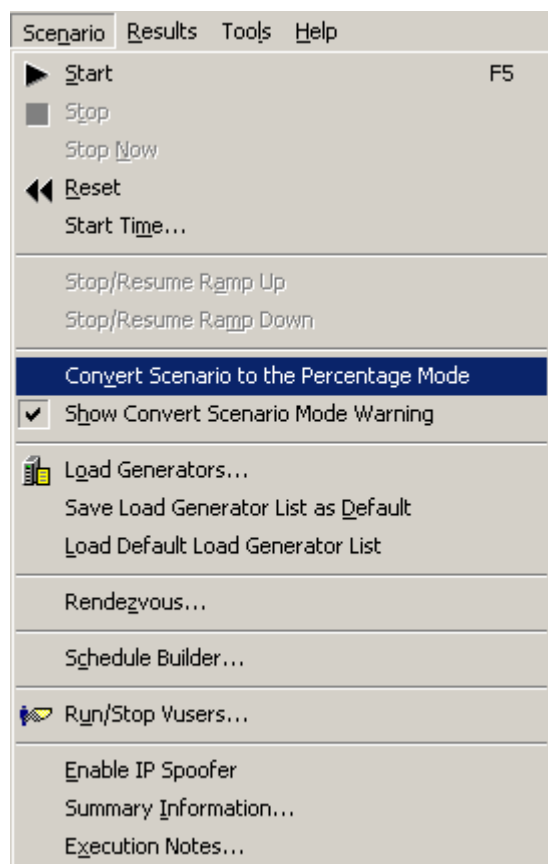 Scenario Results Tools Help
Start F5
Stop
Stop Now
Reset
Start Time...
Stop/Resume Ramp Up
Stop/Resume Ramp Down
Convert Scenario to the Percentage Mode
Show Convert Scenario Mode Warning
Load Generators...
Save Load Generator List as Default
Load Default Load Generator List
Rendezvous...
Schedule Builder...
Run/Stop Vusers...
Enable IP Spoofer
Summary Information...
Execution Notes...